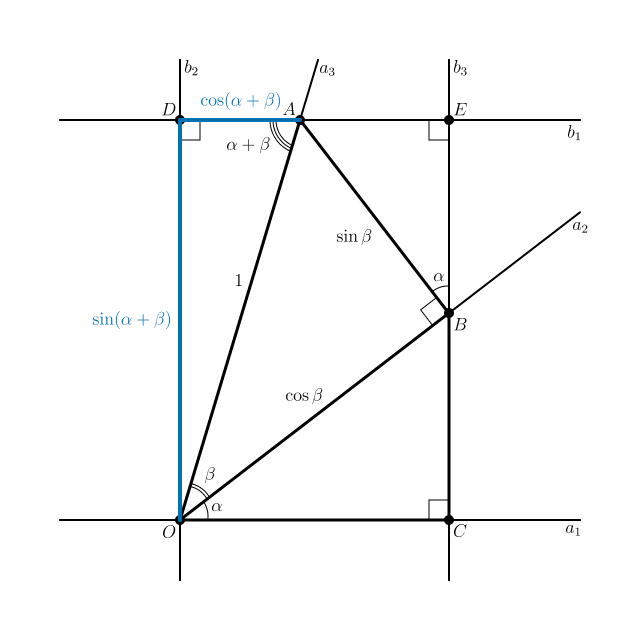 b₂
a₃
b₃
cos(α + β)
D
A
E
b₁
α + β
a₂
sin β
α
1
B
sin(α + β)
cos β
β
α
O
C
a₁